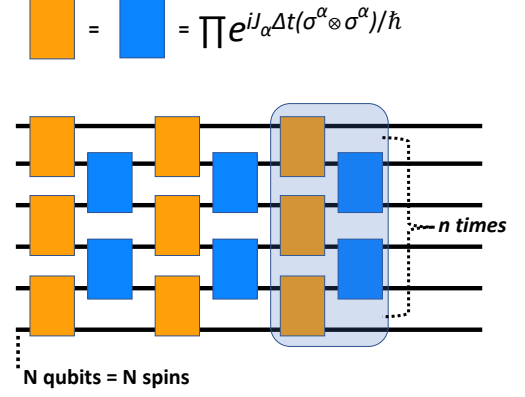 = = ∏e^{iJ_αΔt(σ^α⊗σ^α)/ħ}
n times
N qubits = N spins